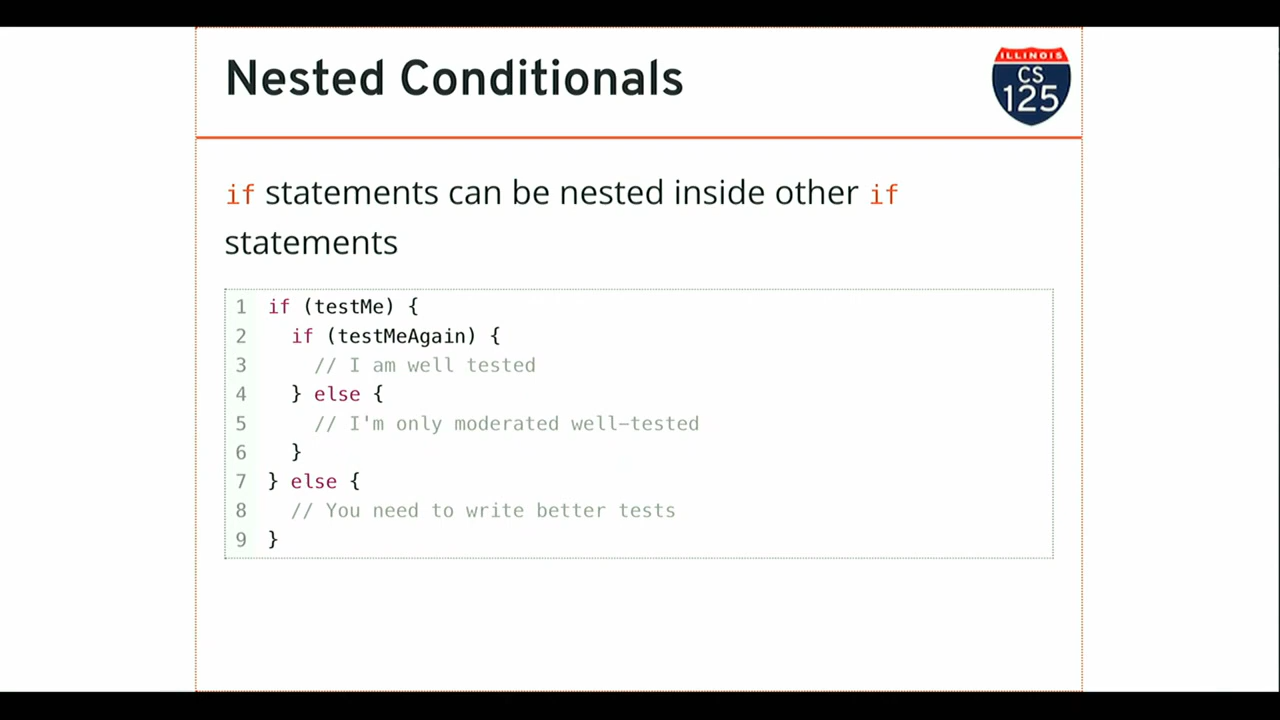 Nested Conditionals
ILLINOIS
CS
125
if statements can be nested inside other if
statements
1 if (testMe) {
2   if (testMeAgain) {
3     // I am well tested
4   } else {
5     // I'm only moderated well-tested
6   }
7 } else {
8   // You need to write better tests
9 }